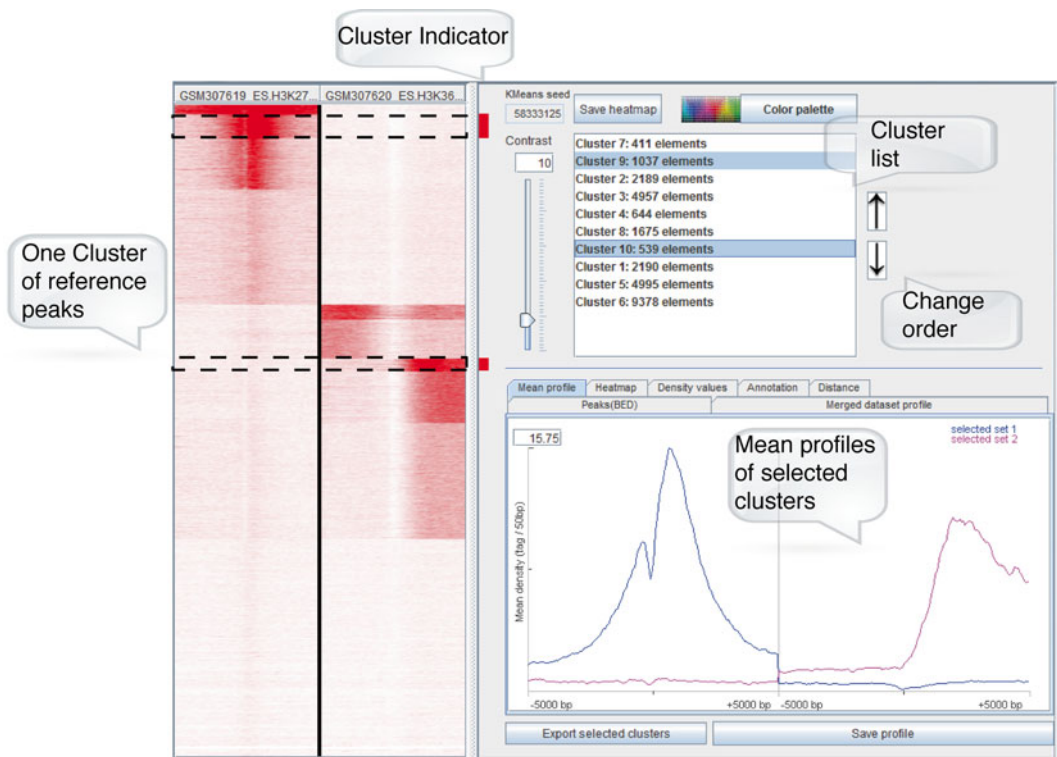 Cluster Indicator
GSM307619_ES.H3K27...
GSM307620_ES.H3K36...
KMeans seed
58333125
Save heatmap
Color palette
Contrast
10
Cluster 7: 411 elements
Cluster 9: 1037 elements
Cluster 2: 2189 elements
Cluster 3: 4957 elements
Cluster 4: 644 elements
Cluster 8: 1675 elements
Cluster 10: 539 elements
Cluster 1: 2190 elements
Cluster 5: 4995 elements
Cluster 6: 9378 elements
Cluster
list
↑
↓
Change
order
One Cluster
of reference
peaks
Mean profile
Heatmap
Density values
Annotation
Distance
Peaks(BED)
Merged dataset profile
15.75
selected set 1
selected set 2
Mean profiles
of selected
clusters
Mean density (tag / 50bp)
-5000 bp
+5000 bp
-5000 bp
+5000 bp
Export selected clusters
Save profile